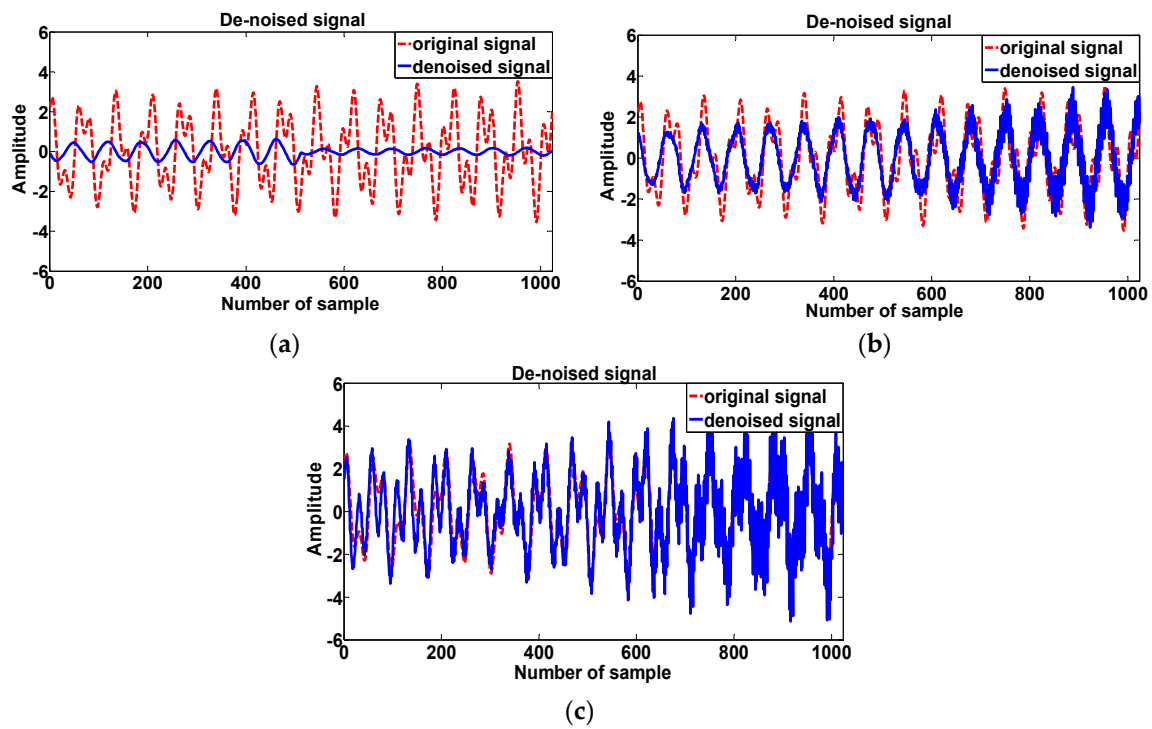 De-noised signal
6
4
2
0
-2
-4
-6
Amplitude
original signal
denoised signal
0 200 400 600 800 1000
Number of sample
(a)
De-noised signal
6
4
2
0
-2
-4
-6
Amplitude
original signal
denoised signal
0 200 400 600 800 1000
Number of sample
(b)
De-noised signal
6
4
2
0
-2
-4
-6
Amplitude
original signal
denoised signal
0 200 400 600 800 1000
Number of sample
(c)